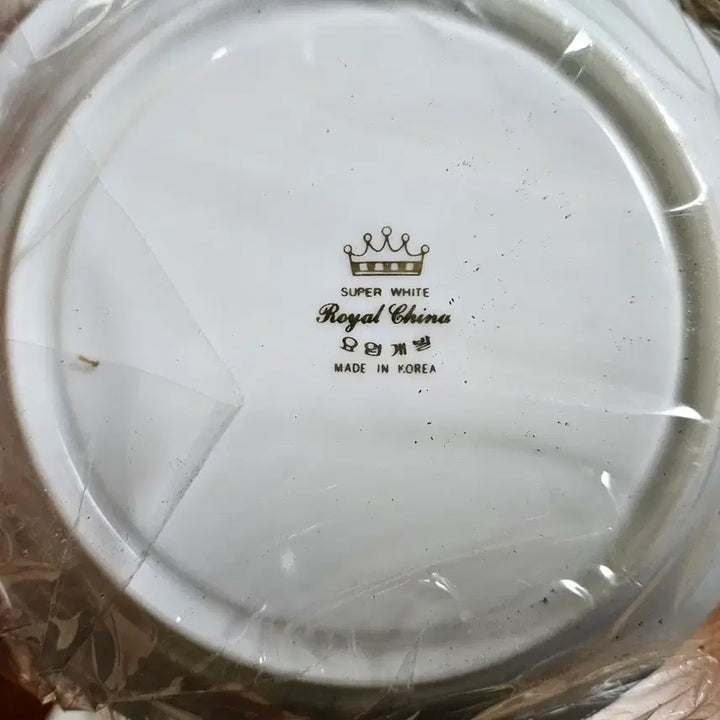 SUPER WHITE
Royal China
MADE IN KOREA